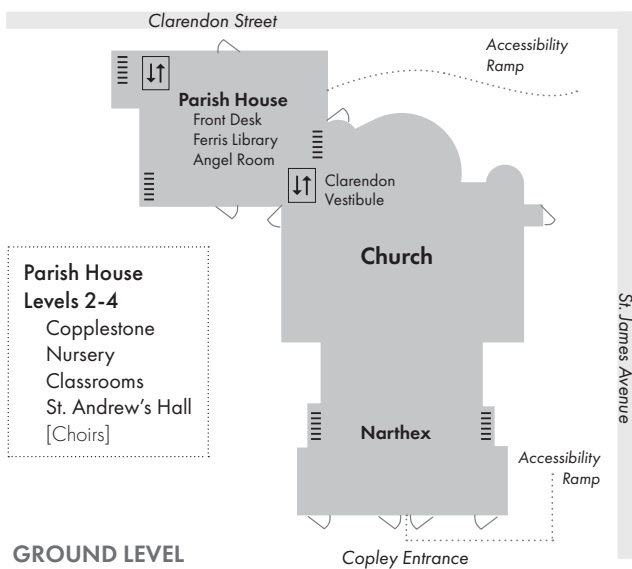 Clarendon Street
Accessibility
Ramp
Parish House
Front Desk
Ferris Library
Angel Room
Clarendon
Vestibule
Church
Parish House
Levels 2-4
Copplestone
Nursery
Classrooms
St. Andrew's Hall
[Choirs]
St. James Avenue
Narthex
Accessibility
Ramp
GROUND LEVEL
Copley Entrance